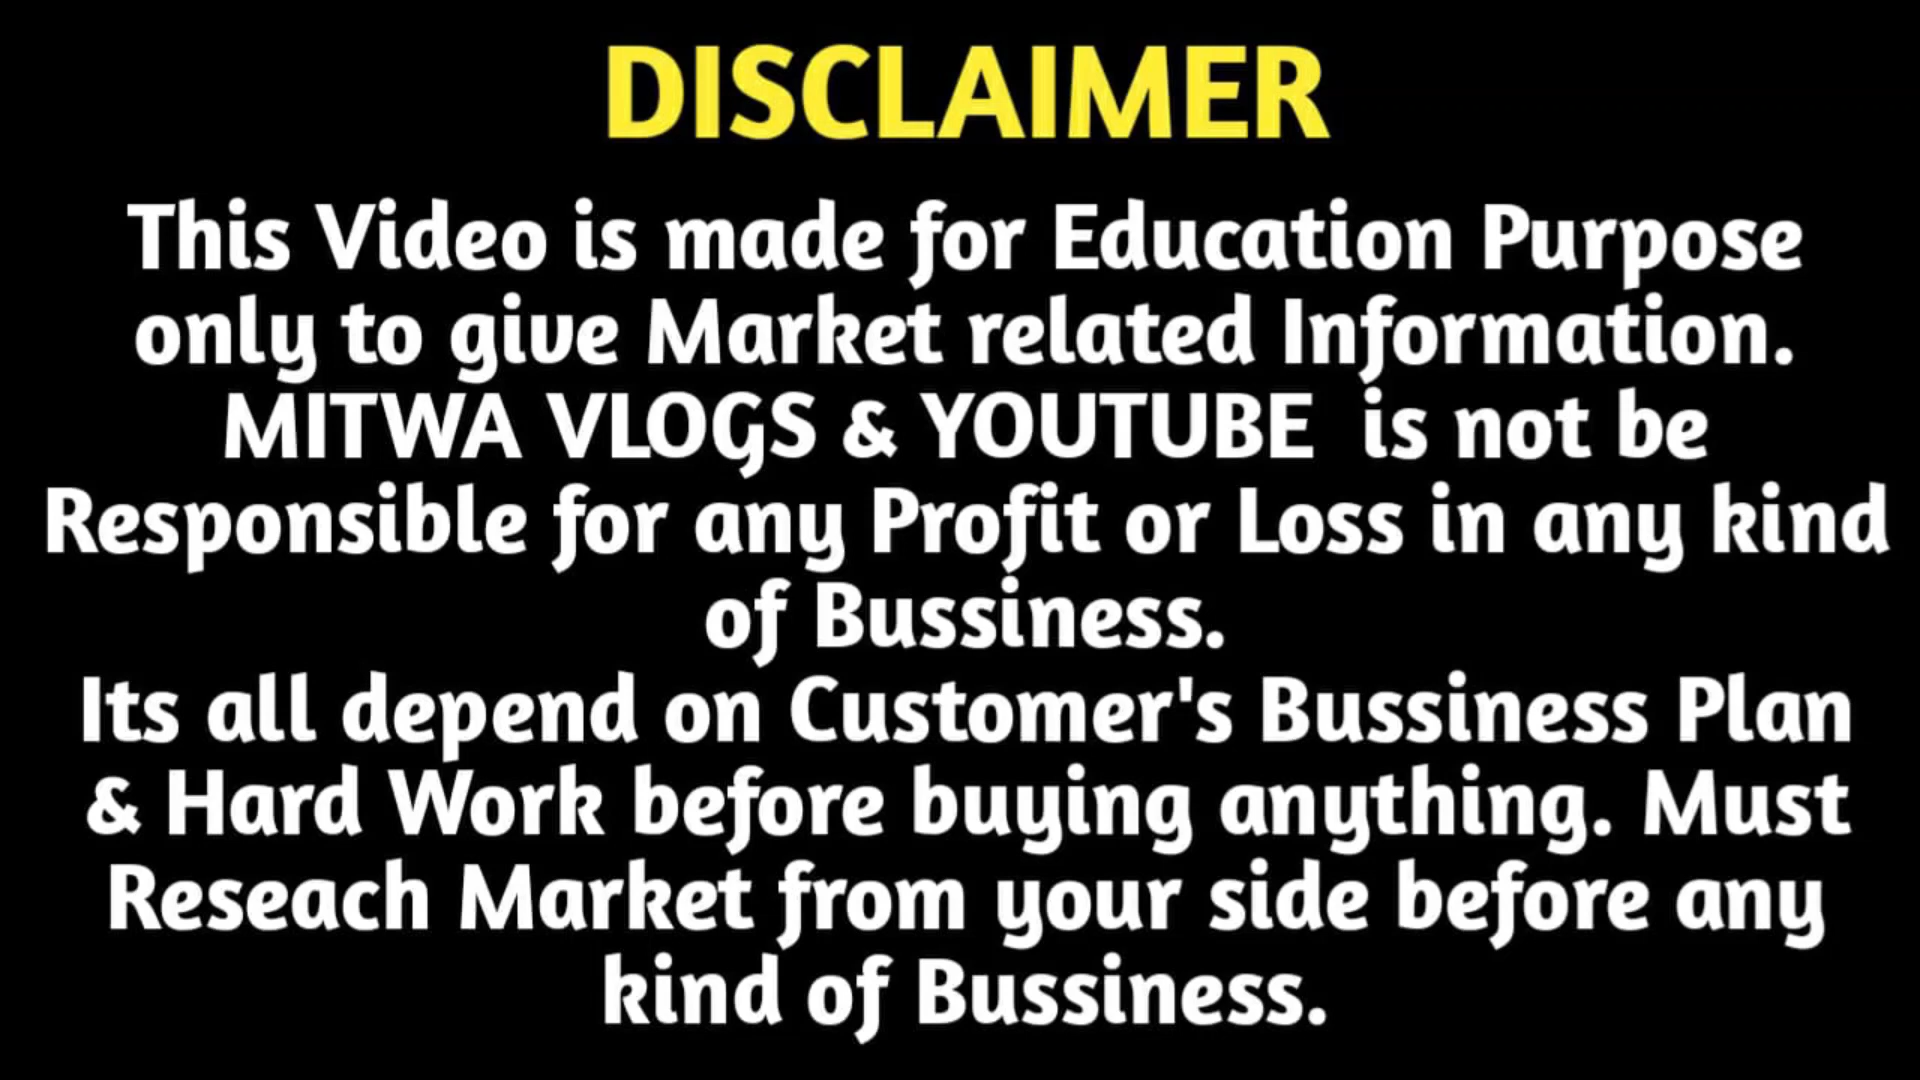 DISCLAIMER
This Video is made for Education Purpose
only to give Market related Information.
MITWA VLOGS & YOUTUBE is not be
Responsible for any Profit or Loss in any kind
of Bussiness.
Its all depend on Customer's Bussiness Plan
& Hard Work before buying anything. Must
Reseach Market from your side before any
kind of Bussiness.